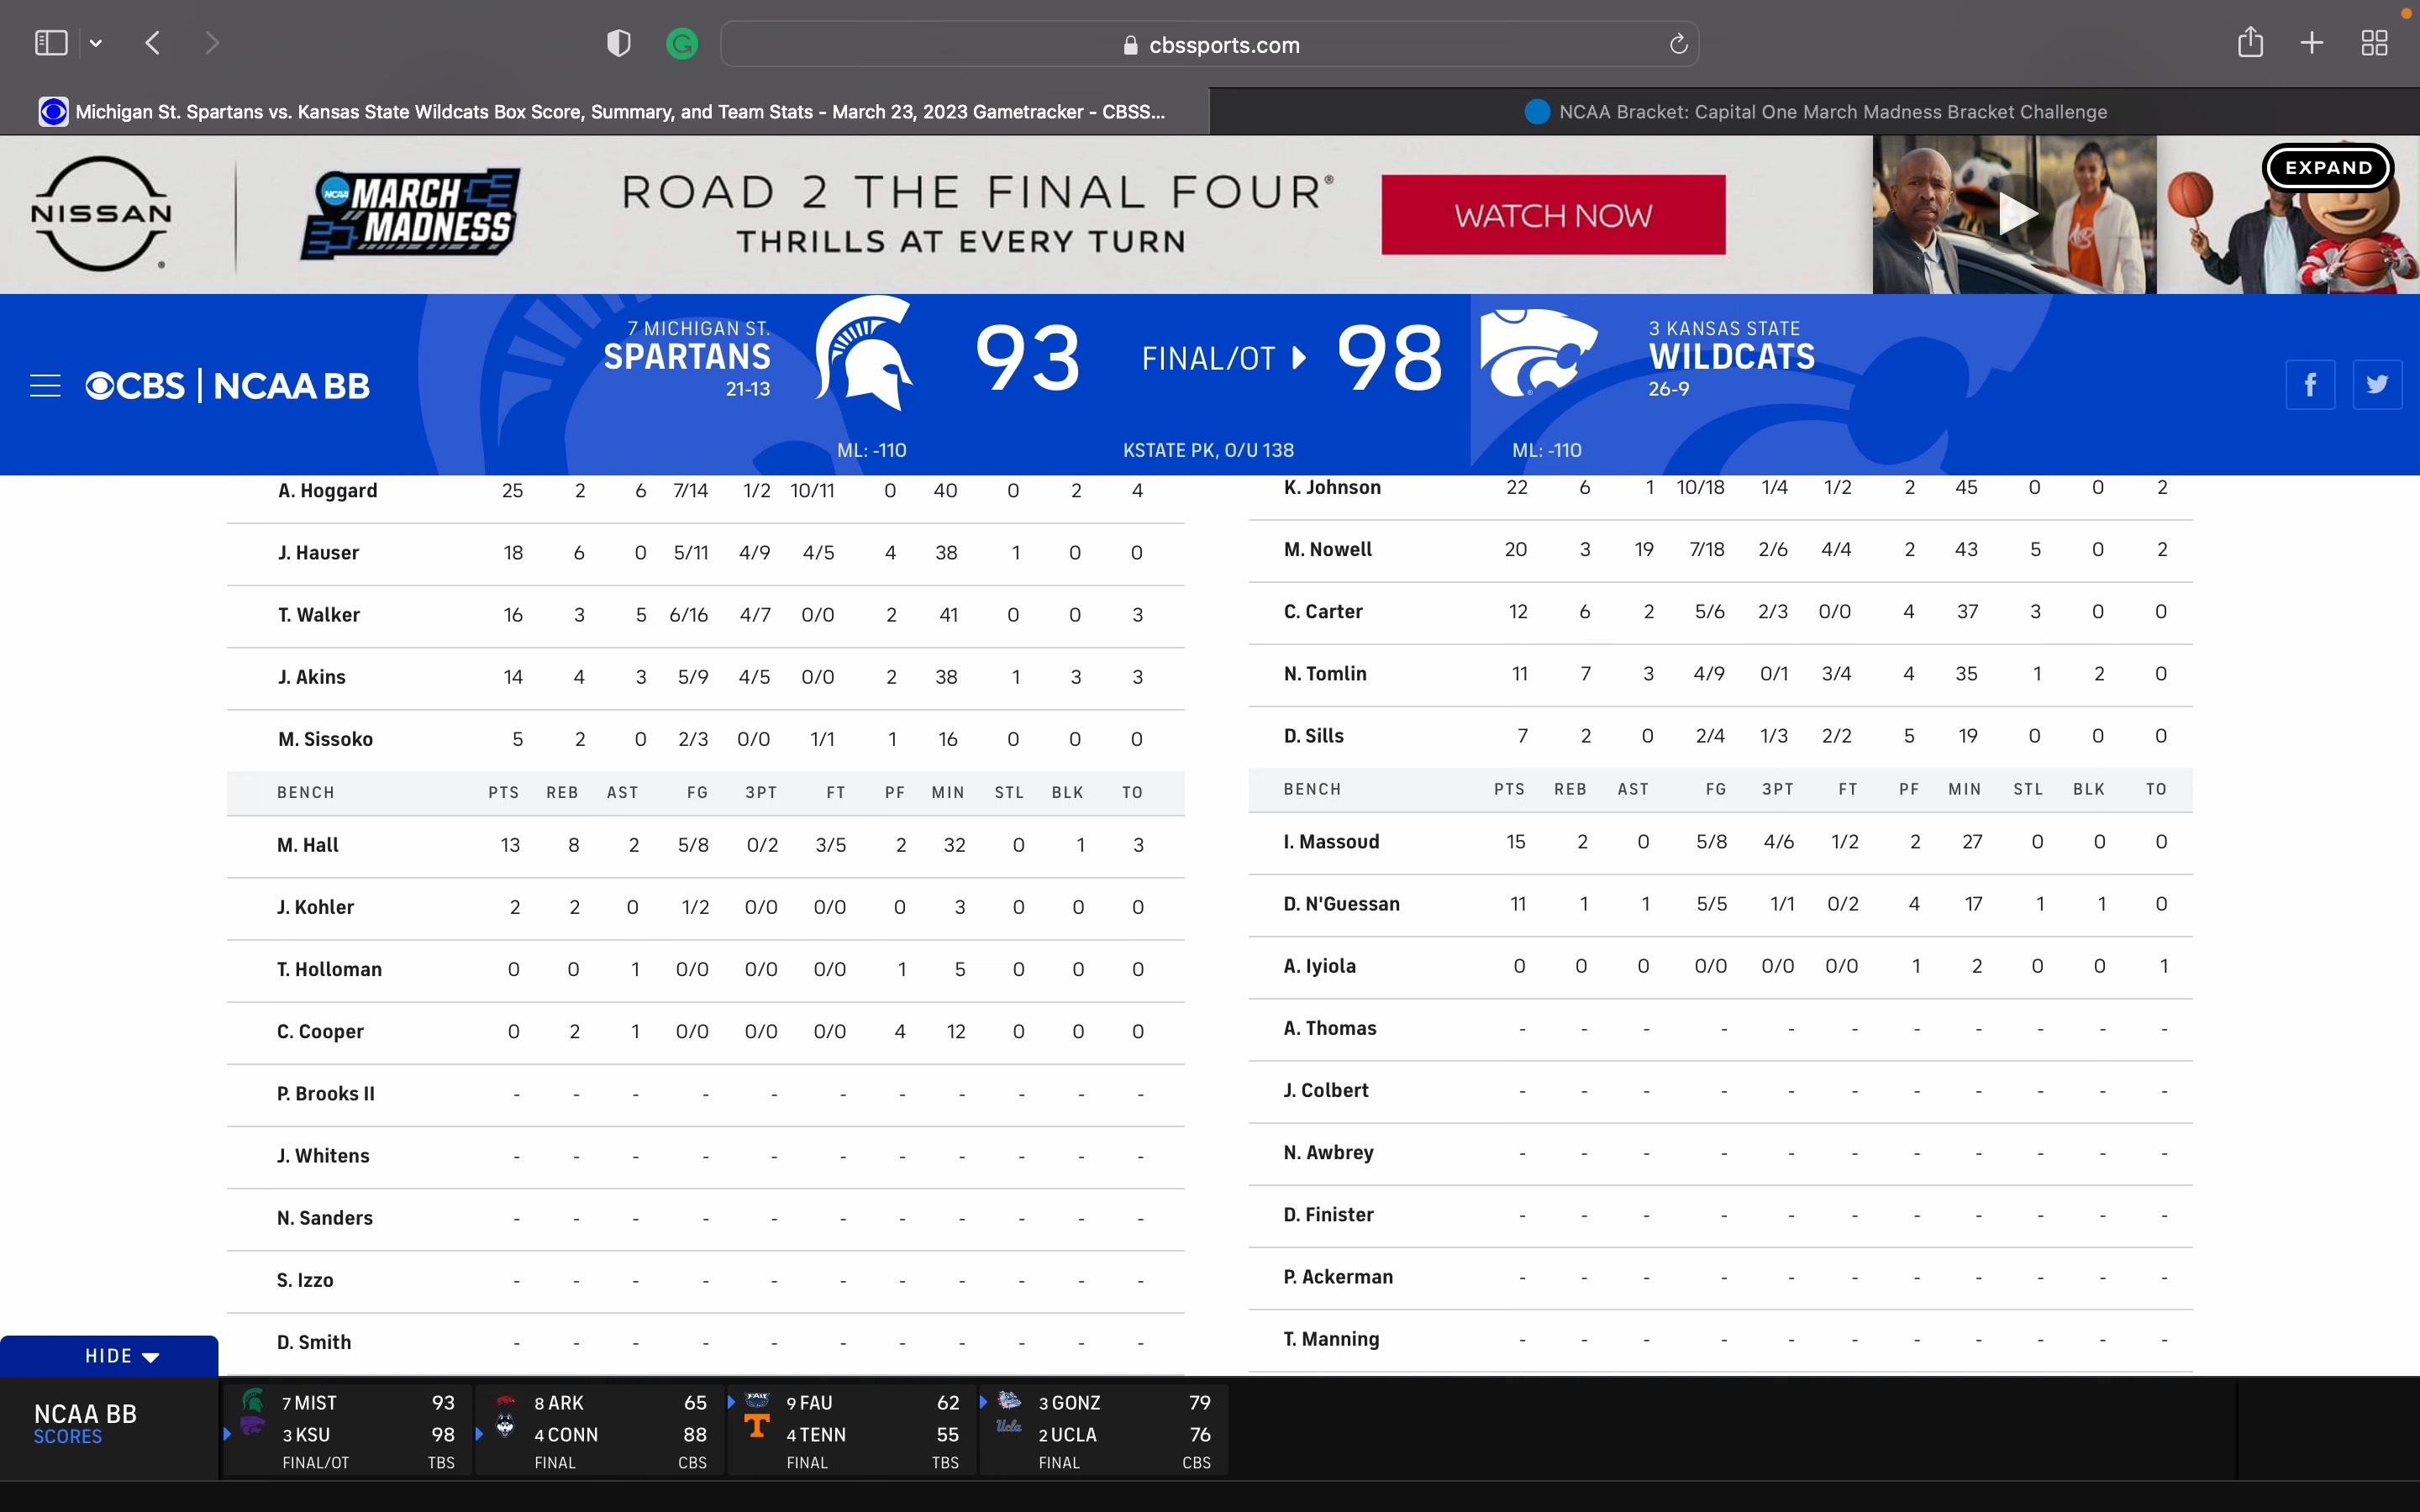 cbssports.com
Michigan St. Spartans vs. Kansas State Wildcats Box Score, Summary, and Team Stats - March 23, 2023 Gametracker - CBSS...
NCAA Bracket: Capital One March Madness Bracket Challenge
NISSAN
NCAA MARCH MADNESS
ROAD 2 THE FINAL FOUR®
THRILLS AT EVERY TURN
WATCH NOW
EXPAND
CBS | NCAA BB
7 MICHIGAN ST.
SPARTANS
21-13
93
FINAL/OT
98
3 KANSAS STATE
WILDCATS
26-9
ML: -110
KSTATE PK, O/U 138
ML: -110
A. Hoggard 25 2 6 7/14 1/2 10/11 0 40 0 2 4
J. Hauser 18 6 0 5/11 4/9 4/5 4 38 1 0 0
T. Walker 16 3 5 6/16 4/7 0/0 2 41 0 0 3
J. Akins 14 4 3 5/9 4/5 0/0 2 38 1 3 3
M. Sissoko 5 2 0 2/3 0/0 1/1 1 16 0 0 0
BENCH PTS REB AST FG 3PT FT PF MIN STL BLK TO
M. Hall 13 8 2 5/8 0/2 3/5 2 32 0 1 3
J. Kohler 2 2 0 1/2 0/0 0/0 0 3 0 0 0
T. Holloman 0 0 1 0/0 0/0 0/0 1 5 0 0 0
C. Cooper 0 2 1 0/0 0/0 0/0 4 12 0 0 0
P. Brooks II - - - - - - - - - - -
J. Whitens - - - - - - - - - - -
N. Sanders - - - - - - - - - - -
S. Izzo - - - - - - - - - - -
D. Smith - - - - - - - - - - -
K. Johnson 22 6 1 10/18 1/4 1/2 2 45 0 0 2
M. Nowell 20 3 19 7/18 2/6 4/4 2 43 5 0 2
C. Carter 12 6 2 5/6 2/3 0/0 4 37 3 0 0
N. Tomlin 11 7 3 4/9 0/1 3/4 4 35 1 2 0
D. Sills 7 2 0 2/4 1/3 2/2 5 19 0 0 0
BENCH PTS REB AST FG 3PT FT PF MIN STL BLK TO
I. Massoud 15 2 0 5/8 4/6 1/2 2 27 0 0 0
D. N'Guessan 11 1 1 5/5 1/1 0/2 4 17 1 1 0
A. Iyiola 0 0 0 0/0 0/0 0/0 1 2 0 0 1
A. Thomas - - - - - - - - - - -
J. Colbert - - - - - - - - - - -
N. Awbrey - - - - - - - - - - -
D. Finister - - - - - - - - - - -
P. Ackerman - - - - - - - - - - -
T. Manning - - - - - - - - - - -
HIDE
NCAA BB
SCORES
7 MIST 93
3 KSU 98
FINAL/OT TBS
8 ARK 65
4 CONN 88
FINAL CBS
FAU
9 FAU 62
4 TENN 55
FINAL TBS
3 GONZ 79
Ucla
2 UCLA 76
FINAL CBS